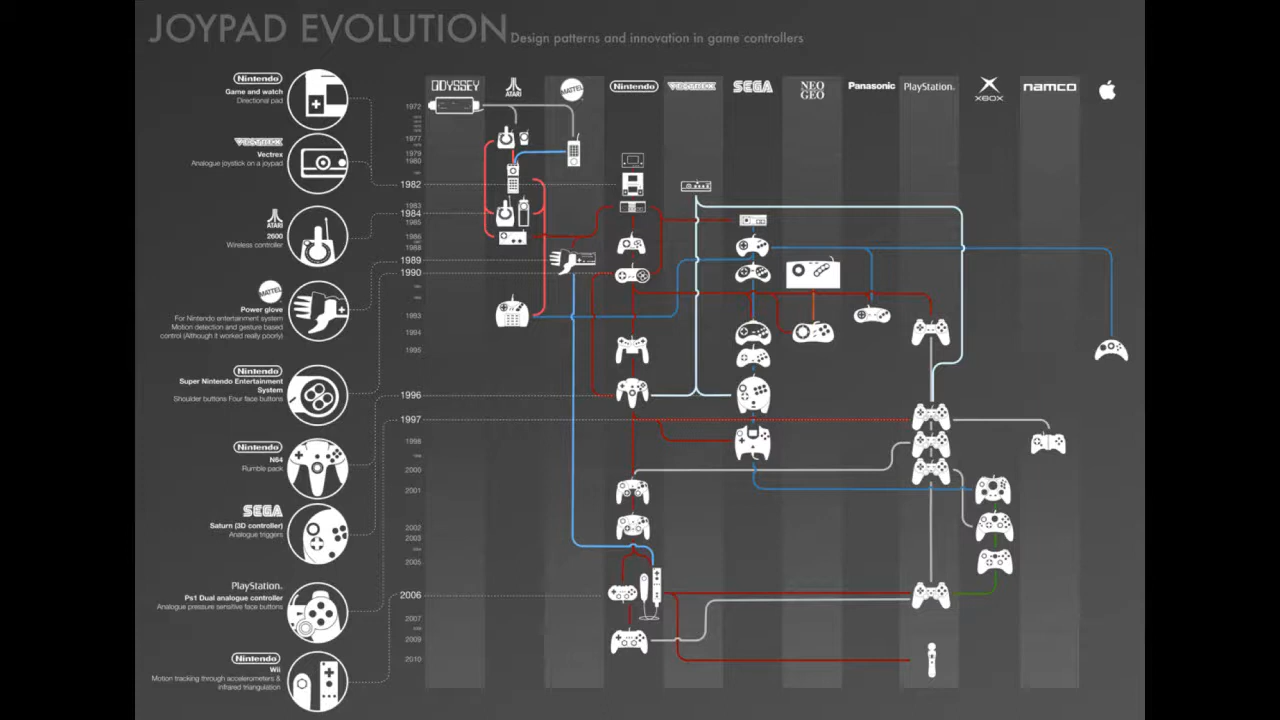 JOYPAD EVOLUTION Design patterns and innovation in game controllers
ODYSSEY ATARI MATTEL Nintendo VECTREX SEGA NEO GEO Panasonic PlayStation XBOX namco
Nintendo
Game and watch
Directional pad
VECTREX
Vectrex
Analogue joystick on a joypad
ATARI
2600
Wireless controller
MATTEL
Power glove
For Nintendo entertainment system
Motion detection and gesture based
control (Although it worked really poorly)
Nintendo
Super Nintendo Entertainment
System
Shoulder buttons Four face buttons
Nintendo
N64
Rumble pack
SEGA
Saturn (3D controller)
Analogue triggers
PlayStation
Ps1 Dual analogue controller
Analogue pressure sensitive face buttons
Nintendo
Wii
Motion tracking through accelerometers &
infrared triangulation
1972
1977
1979
1980
1982
1983
1984
1985
1986
1988
1989
1990
1993
1994
1995
1996
1997
1998
2000
2001
2002
2003
2005
2006
2007
2009
2010